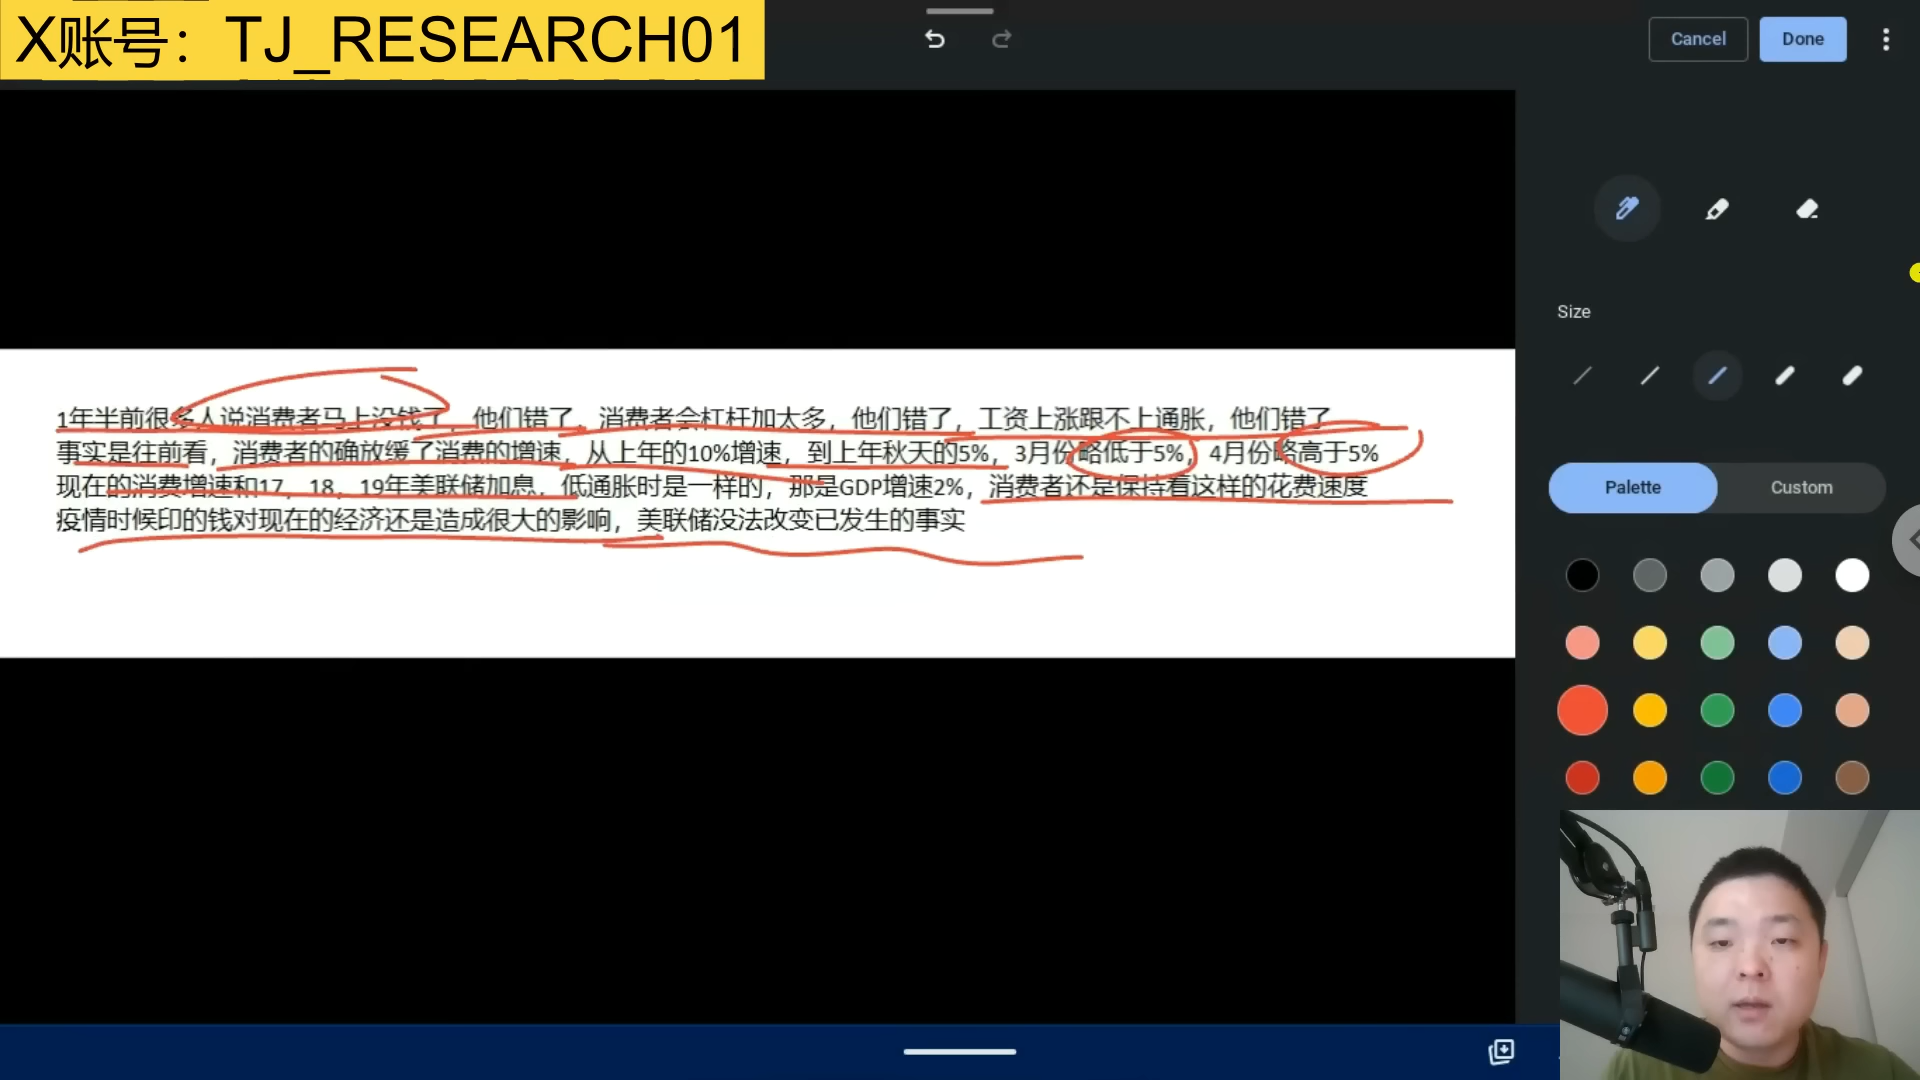 X账号：TJ_RESEARCH01
Cancel
Done
Size
Palette
Custom
1年半前很多人说消费者马上没钱了，他们错了，消费者会杠杆加太多，他们错了，工资上涨跟不上通胀，他们错了
事实是往前看，消费者的确放缓了消费的增速，从上年的10%增速，到上年秋天的5%，3月份略低于5%，4月份略高于5%
现在的消费增速和17，18，19年美联储加息，低通胀时是一样的，那是GDP增速2%，消费者还是保持着这样的花费速度
疫情时候印的钱对现在的经济还是造成很大的影响，美联储没法改变已发生的事实